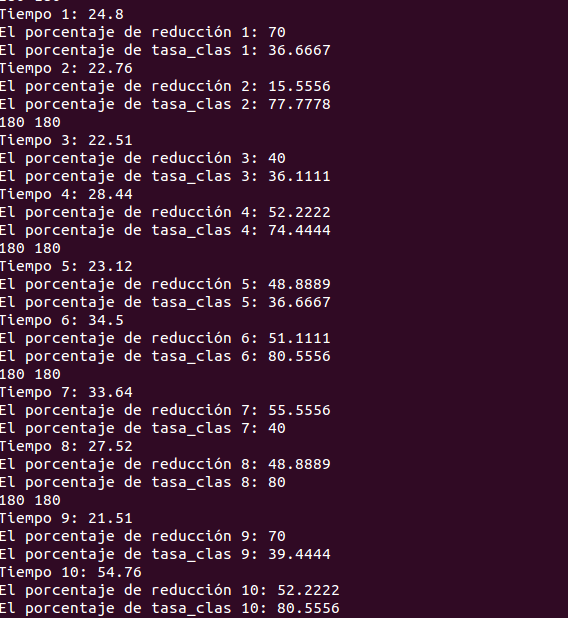 180 180
Tiempo 1: 24.8
El porcentaje de reducción 1: 70
El porcentaje de tasa_clas 1: 36.6667
Tiempo 2: 22.76
El porcentaje de reducción 2: 15.5556
El porcentaje de tasa_clas 2: 77.7778
180 180
Tiempo 3: 22.51
El porcentaje de reducción 3: 40
El porcentaje de tasa_clas 3: 36.1111
Tiempo 4: 28.44
El porcentaje de reducción 4: 52.2222
El porcentaje de tasa_clas 4: 74.4444
180 180
Tiempo 5: 23.12
El porcentaje de reducción 5: 48.8889
El porcentaje de tasa_clas 5: 36.6667
Tiempo 6: 34.5
El porcentaje de reducción 6: 51.1111
El porcentaje de tasa_clas 6: 80.5556
180 180
Tiempo 7: 33.64
El porcentaje de reducción 7: 55.5556
El porcentaje de tasa_clas 7: 40
Tiempo 8: 27.52
El porcentaje de reducción 8: 48.8889
El porcentaje de tasa_clas 8: 80
180 180
Tiempo 9: 21.51
El porcentaje de reducción 9: 70
El porcentaje de tasa_clas 9: 39.4444
Tiempo 10: 54.76
El porcentaje de reducción 10: 52.2222
El porcentaje de tasa_clas 10: 80.5556